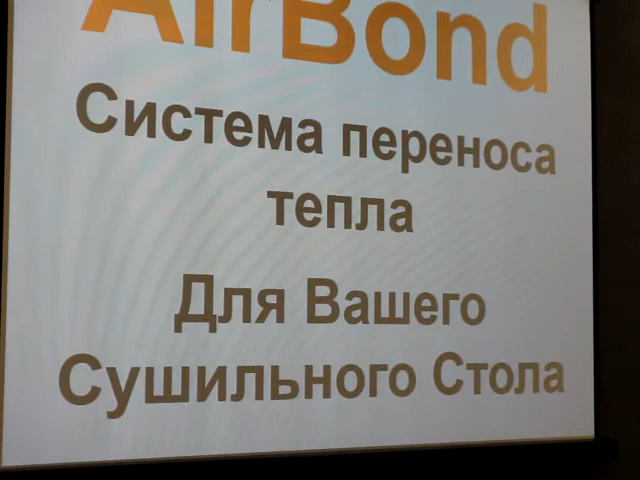 AirBond
Система переноса
тепла
Для Вашего
Сушильного Стола